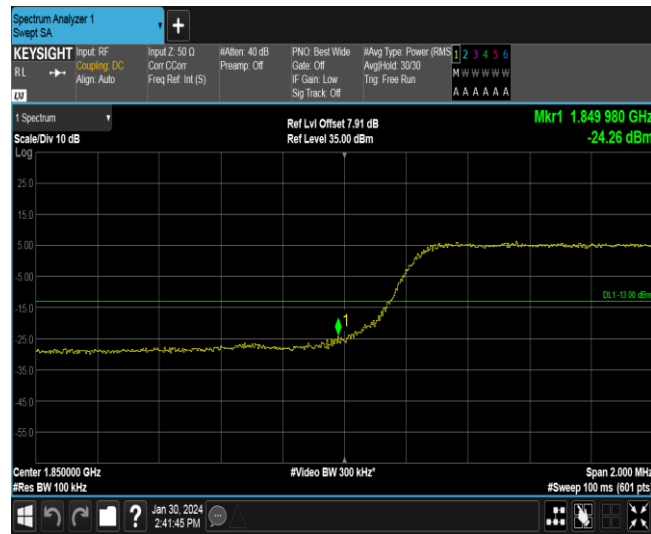 Spectrum Analyzer 1
Swept SA
+
KEYSIGHT
RL
LXI
Input: RF
Coupling: DC
Align: Auto
Input Z: 50 Ω
Corr CCorr
Freq Ref: Int (S)
#Atten: 40 dB
Preamp: Off
PNO: Best Wide
Gate: Off
IF Gain: Low
Sig Track: Off
#Avg Type: Power (RMS
Avg|Hold: 30/30
Trig: Free Run
1 2 3 4 5 6
M W W W W W
A A A A A A
1 Spectrum
Scale/Div 10 dB
Ref Lvl Offset 7.91 dB
Ref Level 35.00 dBm
Mkr1 1.849 980 GHz
-24.26 dBm
Log
25.0
15.0
5.00
-5.00
-15.0
-25.0
-35.0
-45.0
-55.0
1
DL1 -13.00 dBm
Center 1.850000 GHz
#Res BW 100 kHz
#Video BW 300 kHz*
Span 2.000 MHz
#Sweep 100 ms (601 pts)
?
Jan 30, 2024
2:41:45 PM